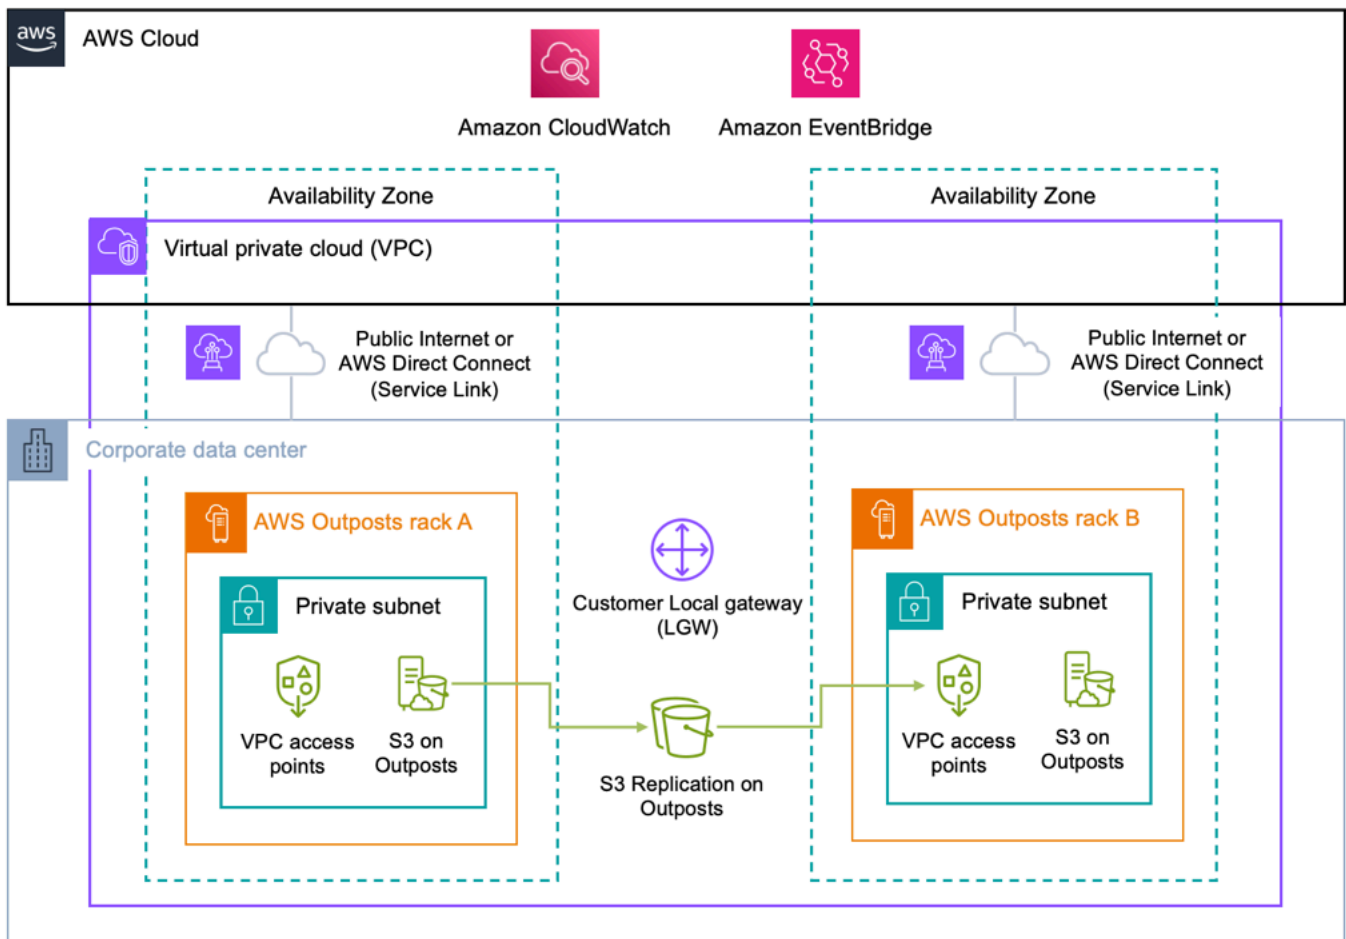 aws
AWS Cloud
Amazon CloudWatch
Amazon EventBridge
Availability Zone
Availability Zone
Virtual private cloud (VPC)
Public Internet or
AWS Direct Connect
(Service Link)
Public Internet or
AWS Direct Connect
(Service Link)
Corporate data center
AWS Outposts rack A
AWS Outposts rack B
Private subnet
Customer Local gateway
(LGW)
Private subnet
VPC access
points
S3 on
Outposts
S3 Replication on
Outposts
VPC access
points
S3 on
Outposts